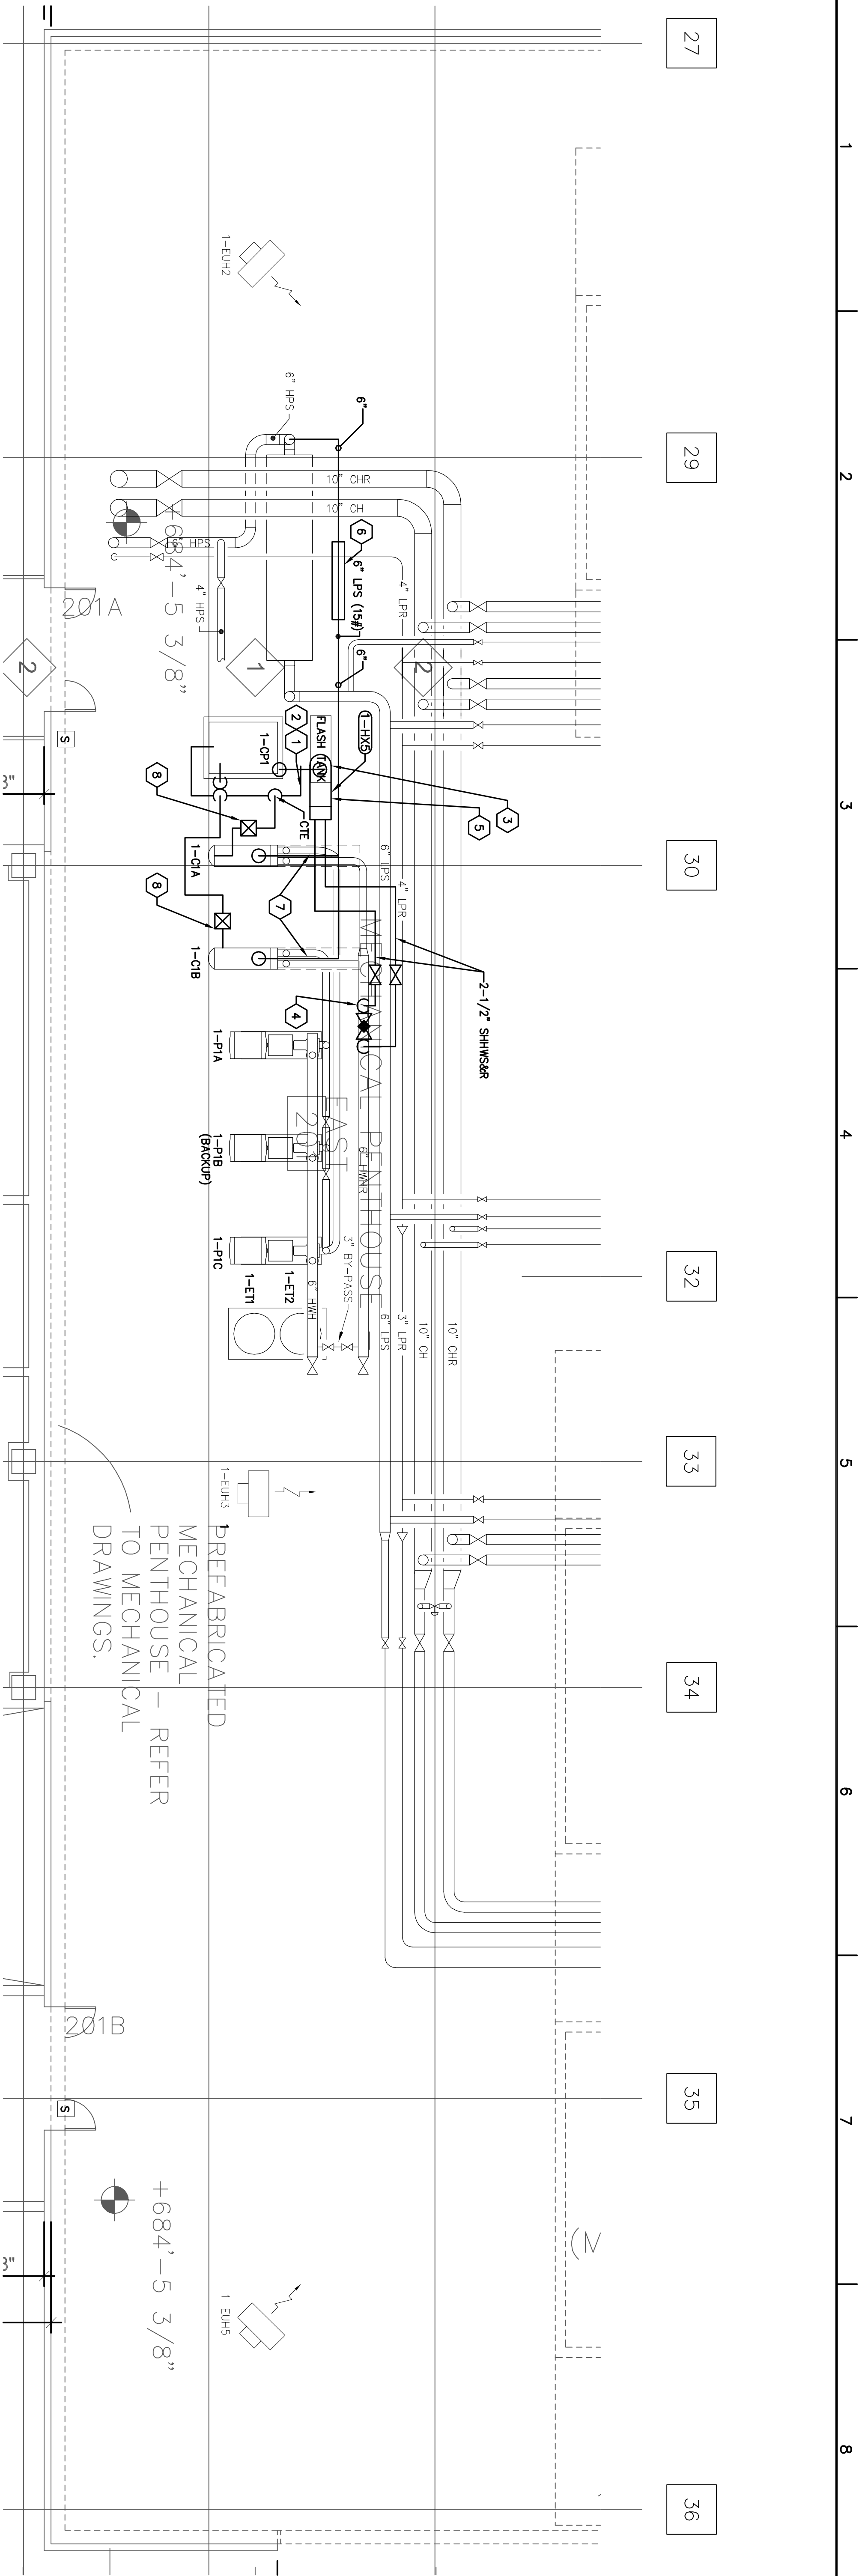 27
29
30
32
33
34
35
36
1
2
3
4
5
6
7
8
1-EUH2
6" HPS
6"
10" CHR
10" CH
6" HPS
4" HPS
6
6" LPS (15#)
4" LPR
6"
+684'-5 3/8"
201A
2
1
2
S
1-HX5
FLASH TANK
1-CP1
2
1
3
5
CTE
8
8
7
4
1-C1A
1-C1B
6" LPS
4" LPR
2-1/2" SHHWS&R
MECHANICAL PENTHOUSE
EAST
201
1-P1A
1-P1B
(BACKUP)
1-P1C
6" HWHR
3" BY-PASS
1-ET2
1-ET1
6" HWH
6" LPS
3" LPR
10" CH
10" CHR
1-EUH3
1
PREFABRICATED
MECHANICAL
PENTHOUSE - REFER
TO MECHANICAL
DRAWINGS.
201B
S
+684'-5 3/8"
1-EUH5